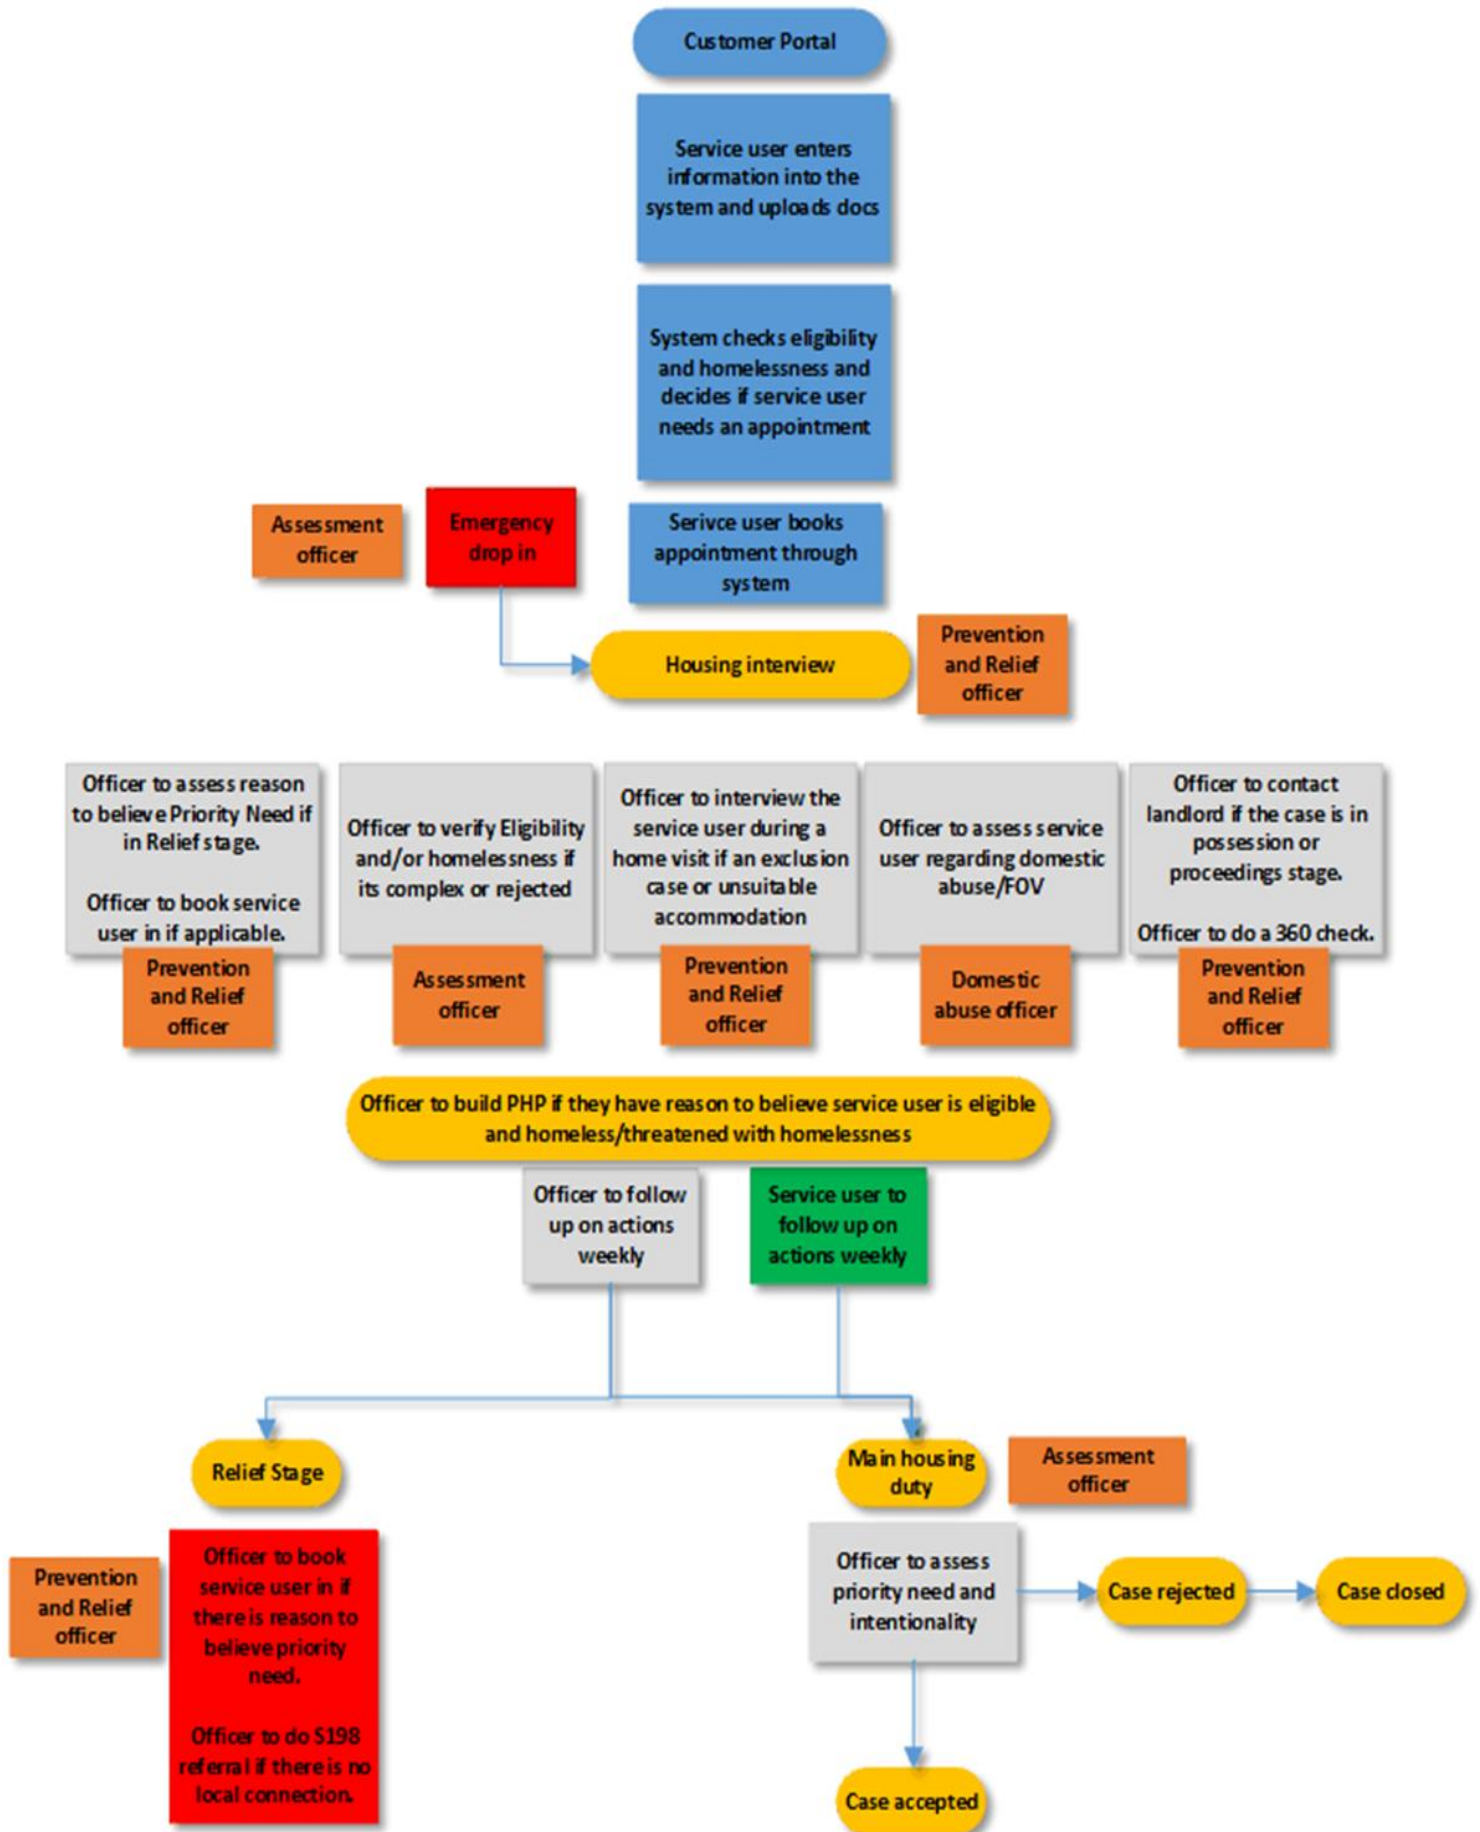 Customer Portal
Service user enters
information into the
system and uploads docs
System checks eligibility
and homelessness and
decides if service user
needs an appointment
Assessment
officer
Emergency
drop in
Serivce user books
appointment through
system
Housing interview
Prevention
and Relief
officer
Officer to assess reason
to believe Priority Need if
in Relief stage.
Officer to book service
user in if applicable.
Prevention
and Relief
officer
Officer to verify Eligibility
and/or homelessness if
its complex or rejected
Assessment
officer
Officer to interview the
service user during a
home visit if an exclusion
case or unsuitable
accommodation
Prevention
and Relief
officer
Officer to assess service
user regarding domestic
abuse/FOV
Domestic
abuse officer
Officer to contact
landlord if the case is in
possession or
proceedings stage.
Officer to do a 360 check.
Prevention
and Relief
officer
Officer to build PHP if they have reason to believe service user is eligible
and homeless/threatened with homelessness
Officer to follow
up on actions
weekly
Service user to
follow up on
actions weekly
Relief Stage
Prevention
and Relief
officer
Officer to book
service user in if
there is reason to
believe priority
need.
Officer to do S198
referral if there is no
local connection.
Main housing
duty
Assessment
officer
Officer to assess
priority need and
intentionality
Case rejected
Case closed
Case accepted